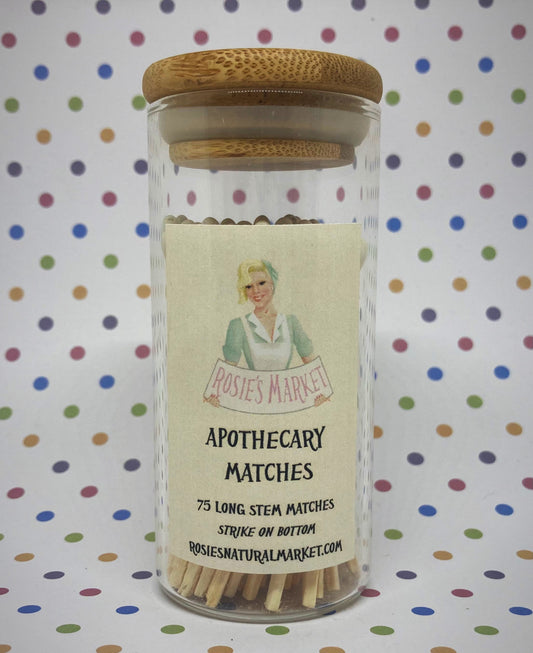 ROSIE'S MARKET
APOTHECARY
MATCHES
75 LONG STEM MATCHES
STRIKE ON BOTTOM
ROSIESNATURALMARKET.COM